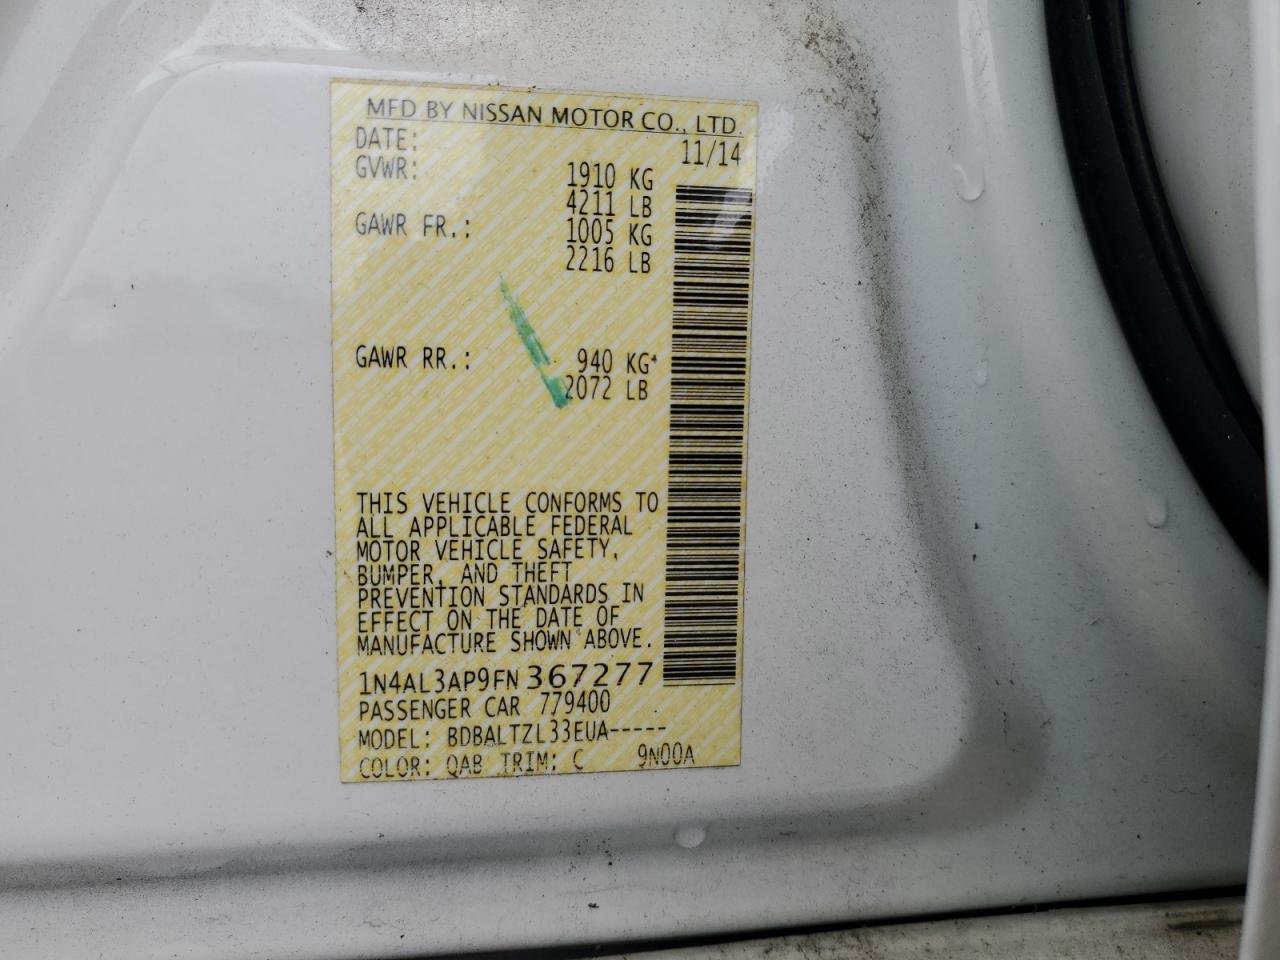 MFD BY NISSAN MOTOR CO., LTD.
DATE: 11/14
GVWR: 1910 KG
4211 LB
GAWR FR.: 1005 KG
2216 LB
GAWR RR.: 940 KG*
2072 LB
THIS VEHICLE CONFORMS TO
ALL APPLICABLE FEDERAL
MOTOR VEHICLE SAFETY,
BUMPER, AND THEFT
PREVENTION STANDARDS IN
EFFECT ON THE DATE OF
MANUFACTURE SHOWN ABOVE.
1N4AL3AP9FN 367277
PASSENGER CAR 779400
MODEL: BDBALTZL33EUA-----
COLOR: QAB TRIM: C 9N00A